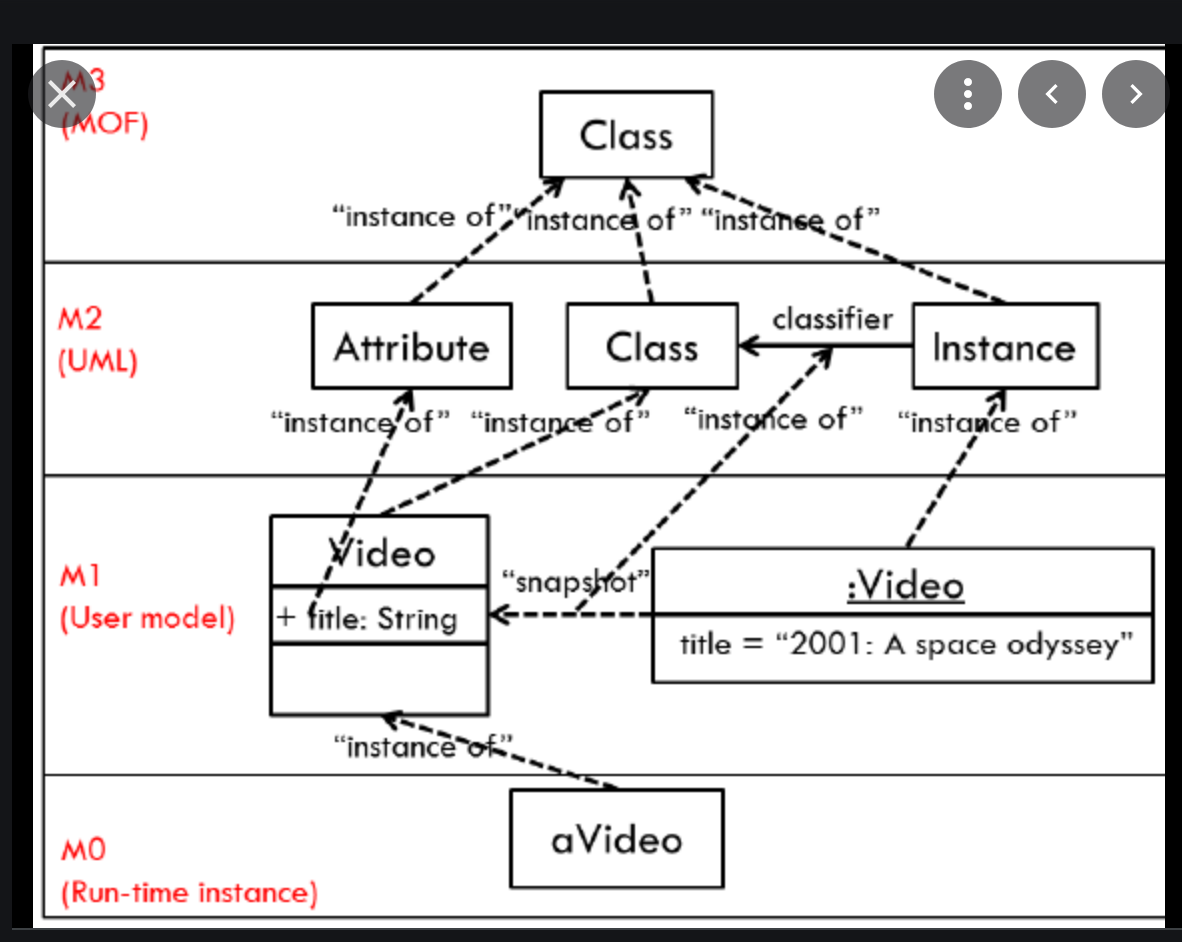 M3
(MOF)
Class
“instance of” “instance of” “instance of”
M2
(UML)
Attribute
Class
classifier
Instance
“instance of” “instance of” “instance of” “instance of”
M1
(User model)
Video
+ title: String
“snapshot”
:Video
title = “2001: A space odyssey”
“instance of”
M0
(Run-time instance)
aVideo